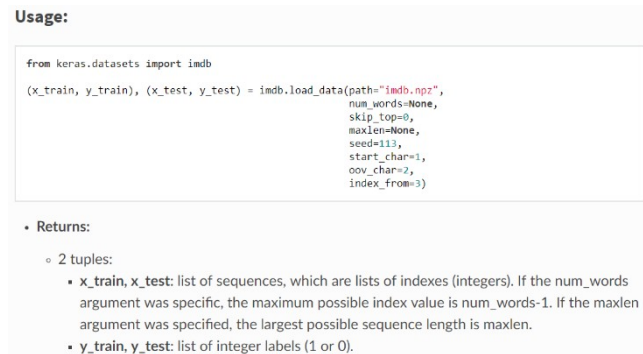 Usage:
from keras.datasets import imdb
(x_train, y_train), (x_test, y_test) = imdb.load_data(path="imdb.npz",
num_words=None,
skip_top=0,
maxlen=None,
seed=113,
start_char=1,
oov_char=2,
index_from=3)
• Returns:
◦ 2 tuples:
▪ x_train, x_test: list of sequences, which are lists of indexes (integers). If the num_words
argument was specific, the maximum possible index value is num_words-1. If the maxlen
argument was specified, the largest possible sequence length is maxlen.
▪ y_train, y_test: list of integer labels (1 or 0).